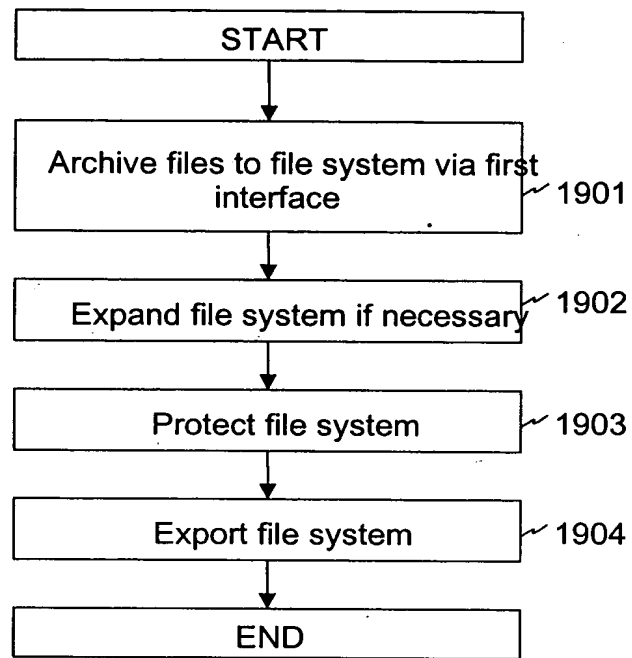 START
Archive files to file system via first
interface
1901
Expand file system if necessary
1902
Protect file system
1903
Export file system
1904
END